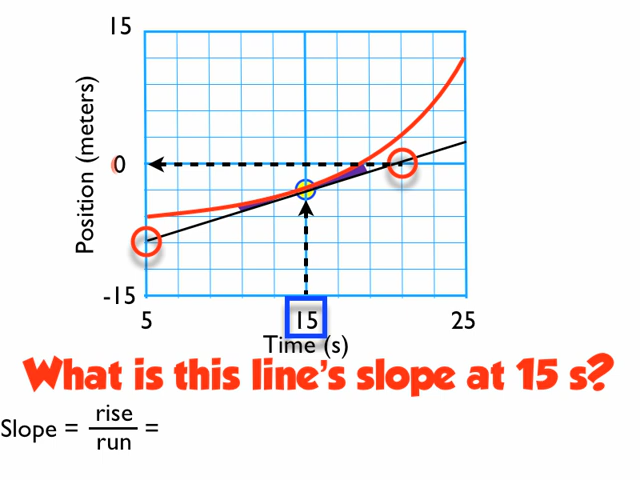 15
Position (meters)
0
-15
5
15
25
Time (s)
What is this line's slope at 15 s?
Slope = rise =
run